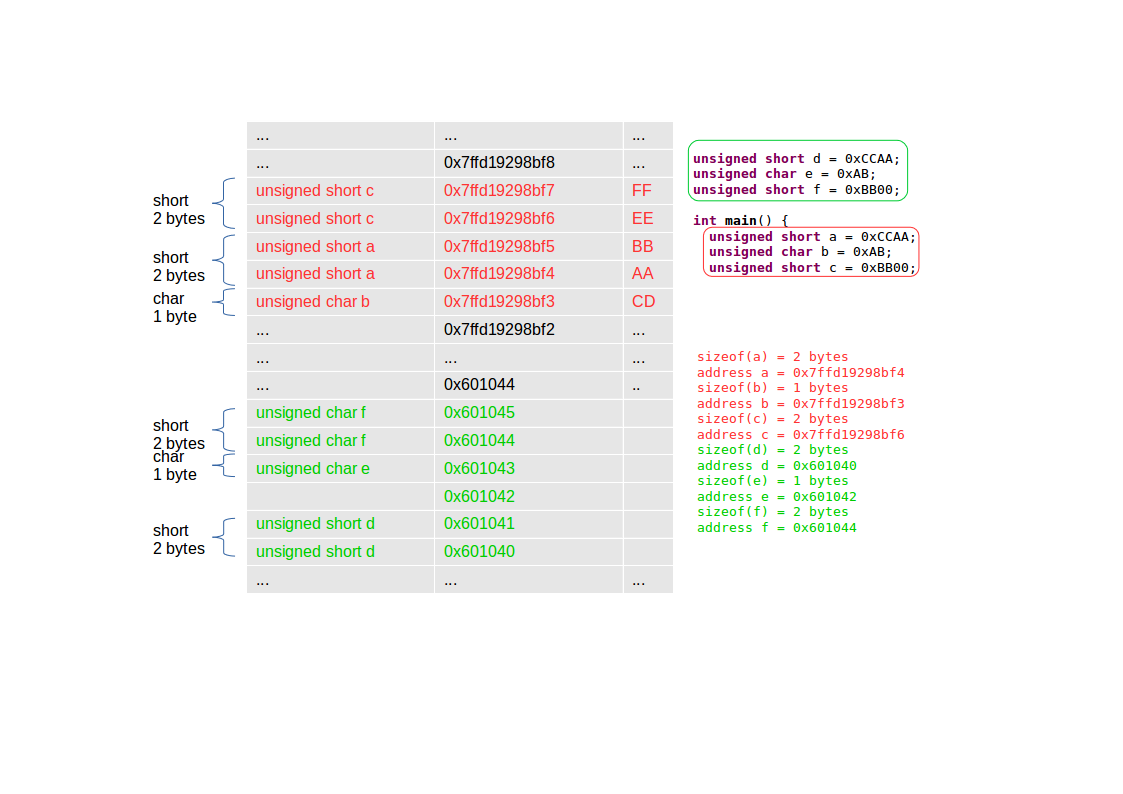 ... ... ...
... 0x7ffd19298bf8 ...
short
2 bytes
unsigned short c 0x7ffd19298bf7 FF
unsigned short c 0x7ffd19298bf6 EE
short
2 bytes
unsigned short a 0x7ffd19298bf5 BB
unsigned short a 0x7ffd19298bf4 AA
char
1 byte
unsigned char b 0x7ffd19298bf3 CD
... 0x7ffd19298bf2 ...
... ... ...
... 0x601044 ..
short
2 bytes
unsigned char f 0x601045
unsigned char f 0x601044
char
1 byte
unsigned char e 0x601043
0x601042
short
2 bytes
unsigned short d 0x601041
unsigned short d 0x601040
... ... ...
unsigned short d = 0xCCAA;
unsigned char e = 0xAB;
unsigned short f = 0xBB00;
int main() {
unsigned short a = 0xCCAA;
unsigned char b = 0xAB;
unsigned short c = 0xBB00;
sizeof(a) = 2 bytes
address a = 0x7ffd19298bf4
sizeof(b) = 1 bytes
address b = 0x7ffd19298bf3
sizeof(c) = 2 bytes
address c = 0x7ffd19298bf6
sizeof(d) = 2 bytes
address d = 0x601040
sizeof(e) = 1 bytes
address e = 0x601042
sizeof(f) = 2 bytes
address f = 0x601044